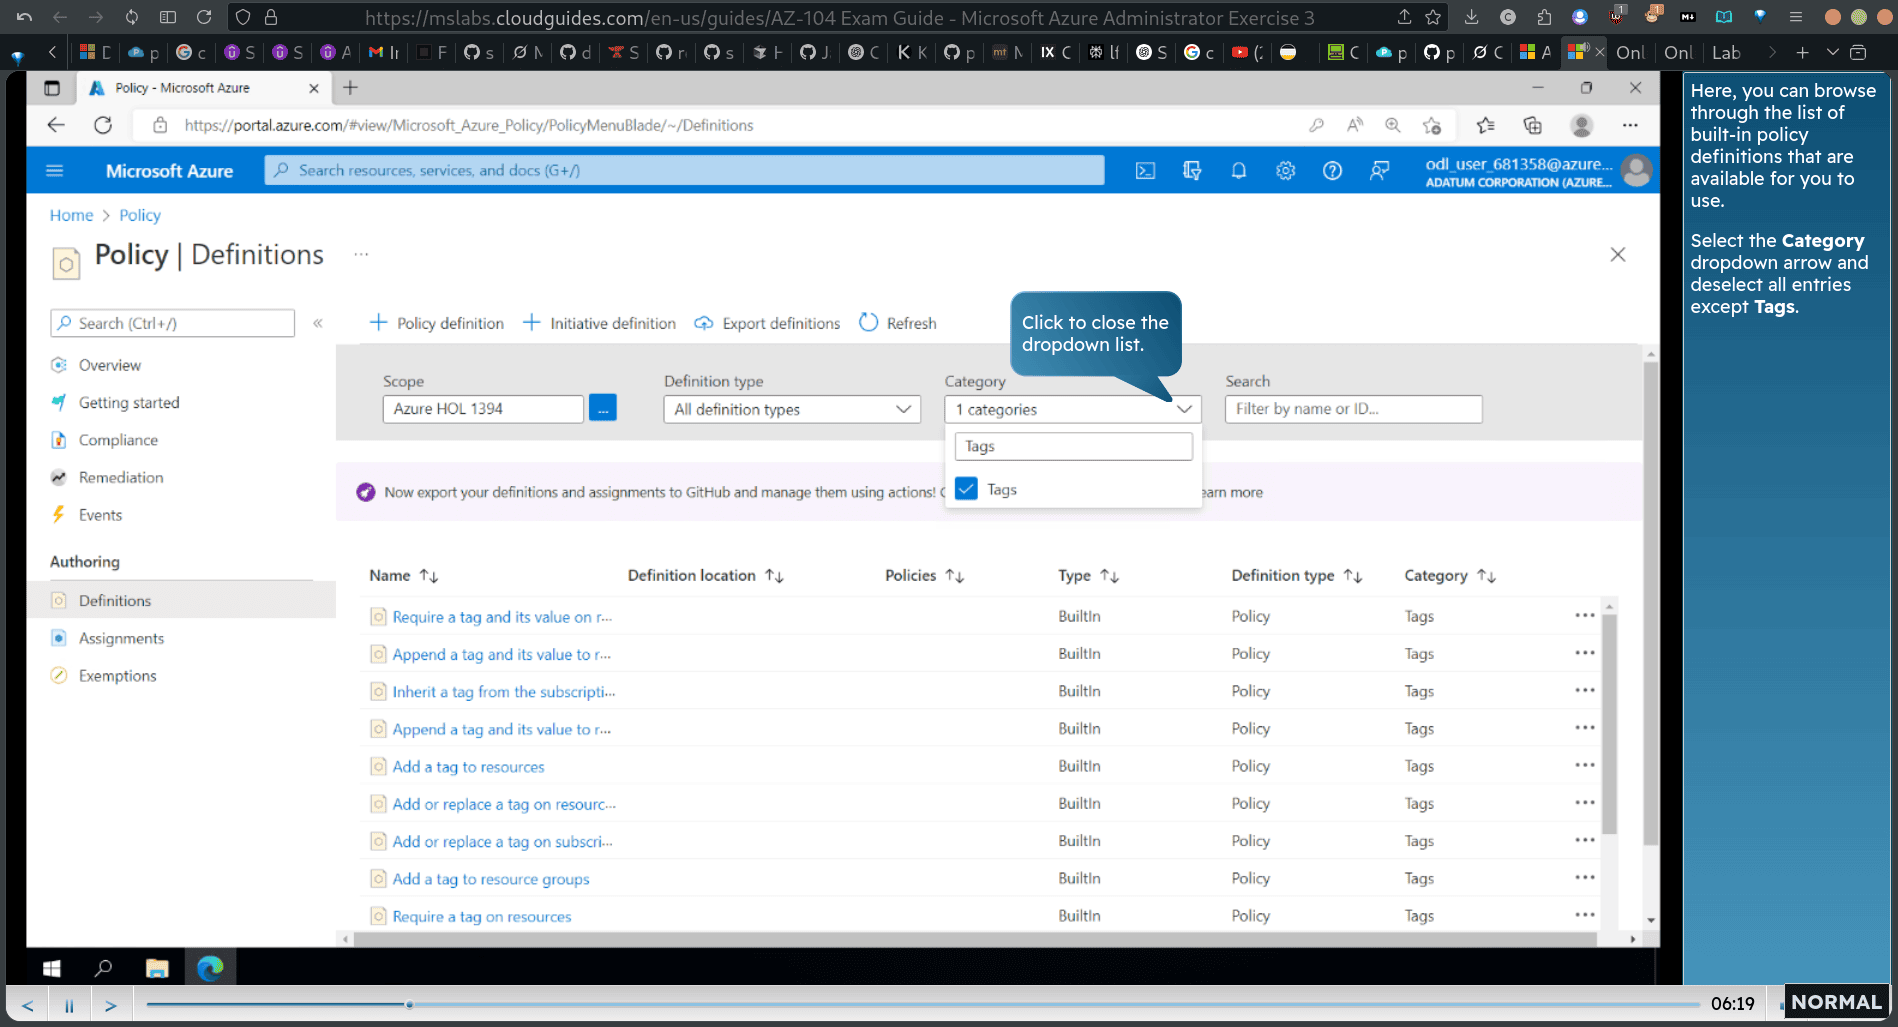 https://mslabs.cloudguides.com/en-us/guides/AZ-104 Exam Guide - Microsoft Azure Administrator Exercise 3
Onl
Onl
Lab
Policy - Microsoft Azure
https://portal.azure.com/#view/Microsoft_Azure_Policy/PolicyMenuBlade/~/Definitions
Microsoft Azure
Search resources, services, and docs (G+/)
odl_user_681358@azure...
ADATUM CORPORATION (AZURE...
Home > Policy
Policy | Definitions
...
Search (Ctrl+/)
«
Overview
Getting started
Compliance
Remediation
Events
Authoring
Definitions
Assignments
Exemptions
+ Policy definition
+ Initiative definition
Export definitions
Refresh
Click to close the
dropdown list.
Scope
Azure HOL 1394
...
Definition type
All definition types
Category
1 categories
Tags
Tags
Search
Filter by name or ID...
Now export your definitions and assignments to GitHub and manage them using actions!
earn more
Name Definition location Policies Type Definition type Category
Require a tag and its value on r... BuiltIn Policy Tags ...
Append a tag and its value to r... BuiltIn Policy Tags ...
Inherit a tag from the subscripti... BuiltIn Policy Tags ...
Append a tag and its value to r... BuiltIn Policy Tags ...
Add a tag to resources BuiltIn Policy Tags ...
Add or replace a tag on resourc... BuiltIn Policy Tags ...
Add or replace a tag on subscri... BuiltIn Policy Tags ...
Add a tag to resource groups BuiltIn Policy Tags ...
Require a tag on resources BuiltIn Policy Tags ...
Here, you can browse
through the list of
built-in policy
definitions that are
available for you to
use.
Select the Category
dropdown arrow and
deselect all entries
except Tags.
06:19
NORMAL